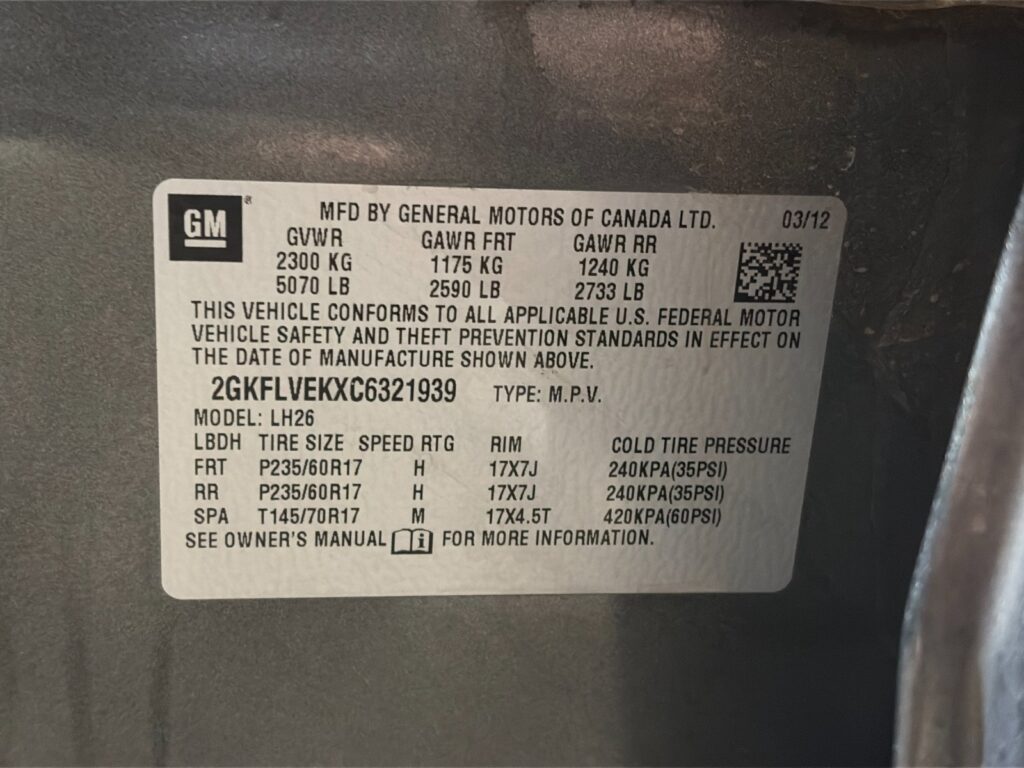 GM ® MFD BY GENERAL MOTORS OF CANADA LTD. 03/12
GVWR GAWR FRT GAWR RR
2300 KG 1175 KG 1240 KG
5070 LB 2590 LB 2733 LB
THIS VEHICLE CONFORMS TO ALL APPLICABLE U.S. FEDERAL MOTOR
VEHICLE SAFETY AND THEFT PREVENTION STANDARDS IN EFFECT ON
THE DATE OF MANUFACTURE SHOWN ABOVE.
2GKFLVEKXC6321939 TYPE: M.P.V.
MODEL: LH26
LBDH TIRE SIZE SPEED RTG RIM COLD TIRE PRESSURE
FRT P235/60R17 H 17X7J 240KPA(35PSI)
RR P235/60R17 H 17X7J 240KPA(35PSI)
SPA T145/70R17 M 17X4.5T 420KPA(60PSI)
SEE OWNER'S MANUAL i FOR MORE INFORMATION.